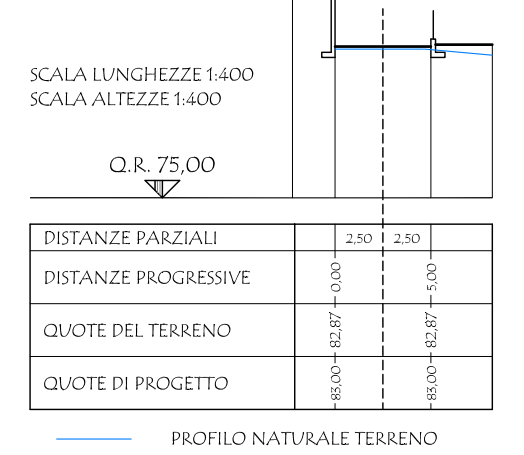 SCALA LUNGHEZZE 1:400
SCALA ALTEZZE 1:400
Q.R. 75,00
DISTANZE PARZIALI 2,50 2,50
DISTANZE PROGRESSIVE 0,00 5,00
QUOTE DEL TERRENO 82,87 82,87
QUOTE DI PROGETTO 83,00 83,00
PROFILO NATURALE TERRENO